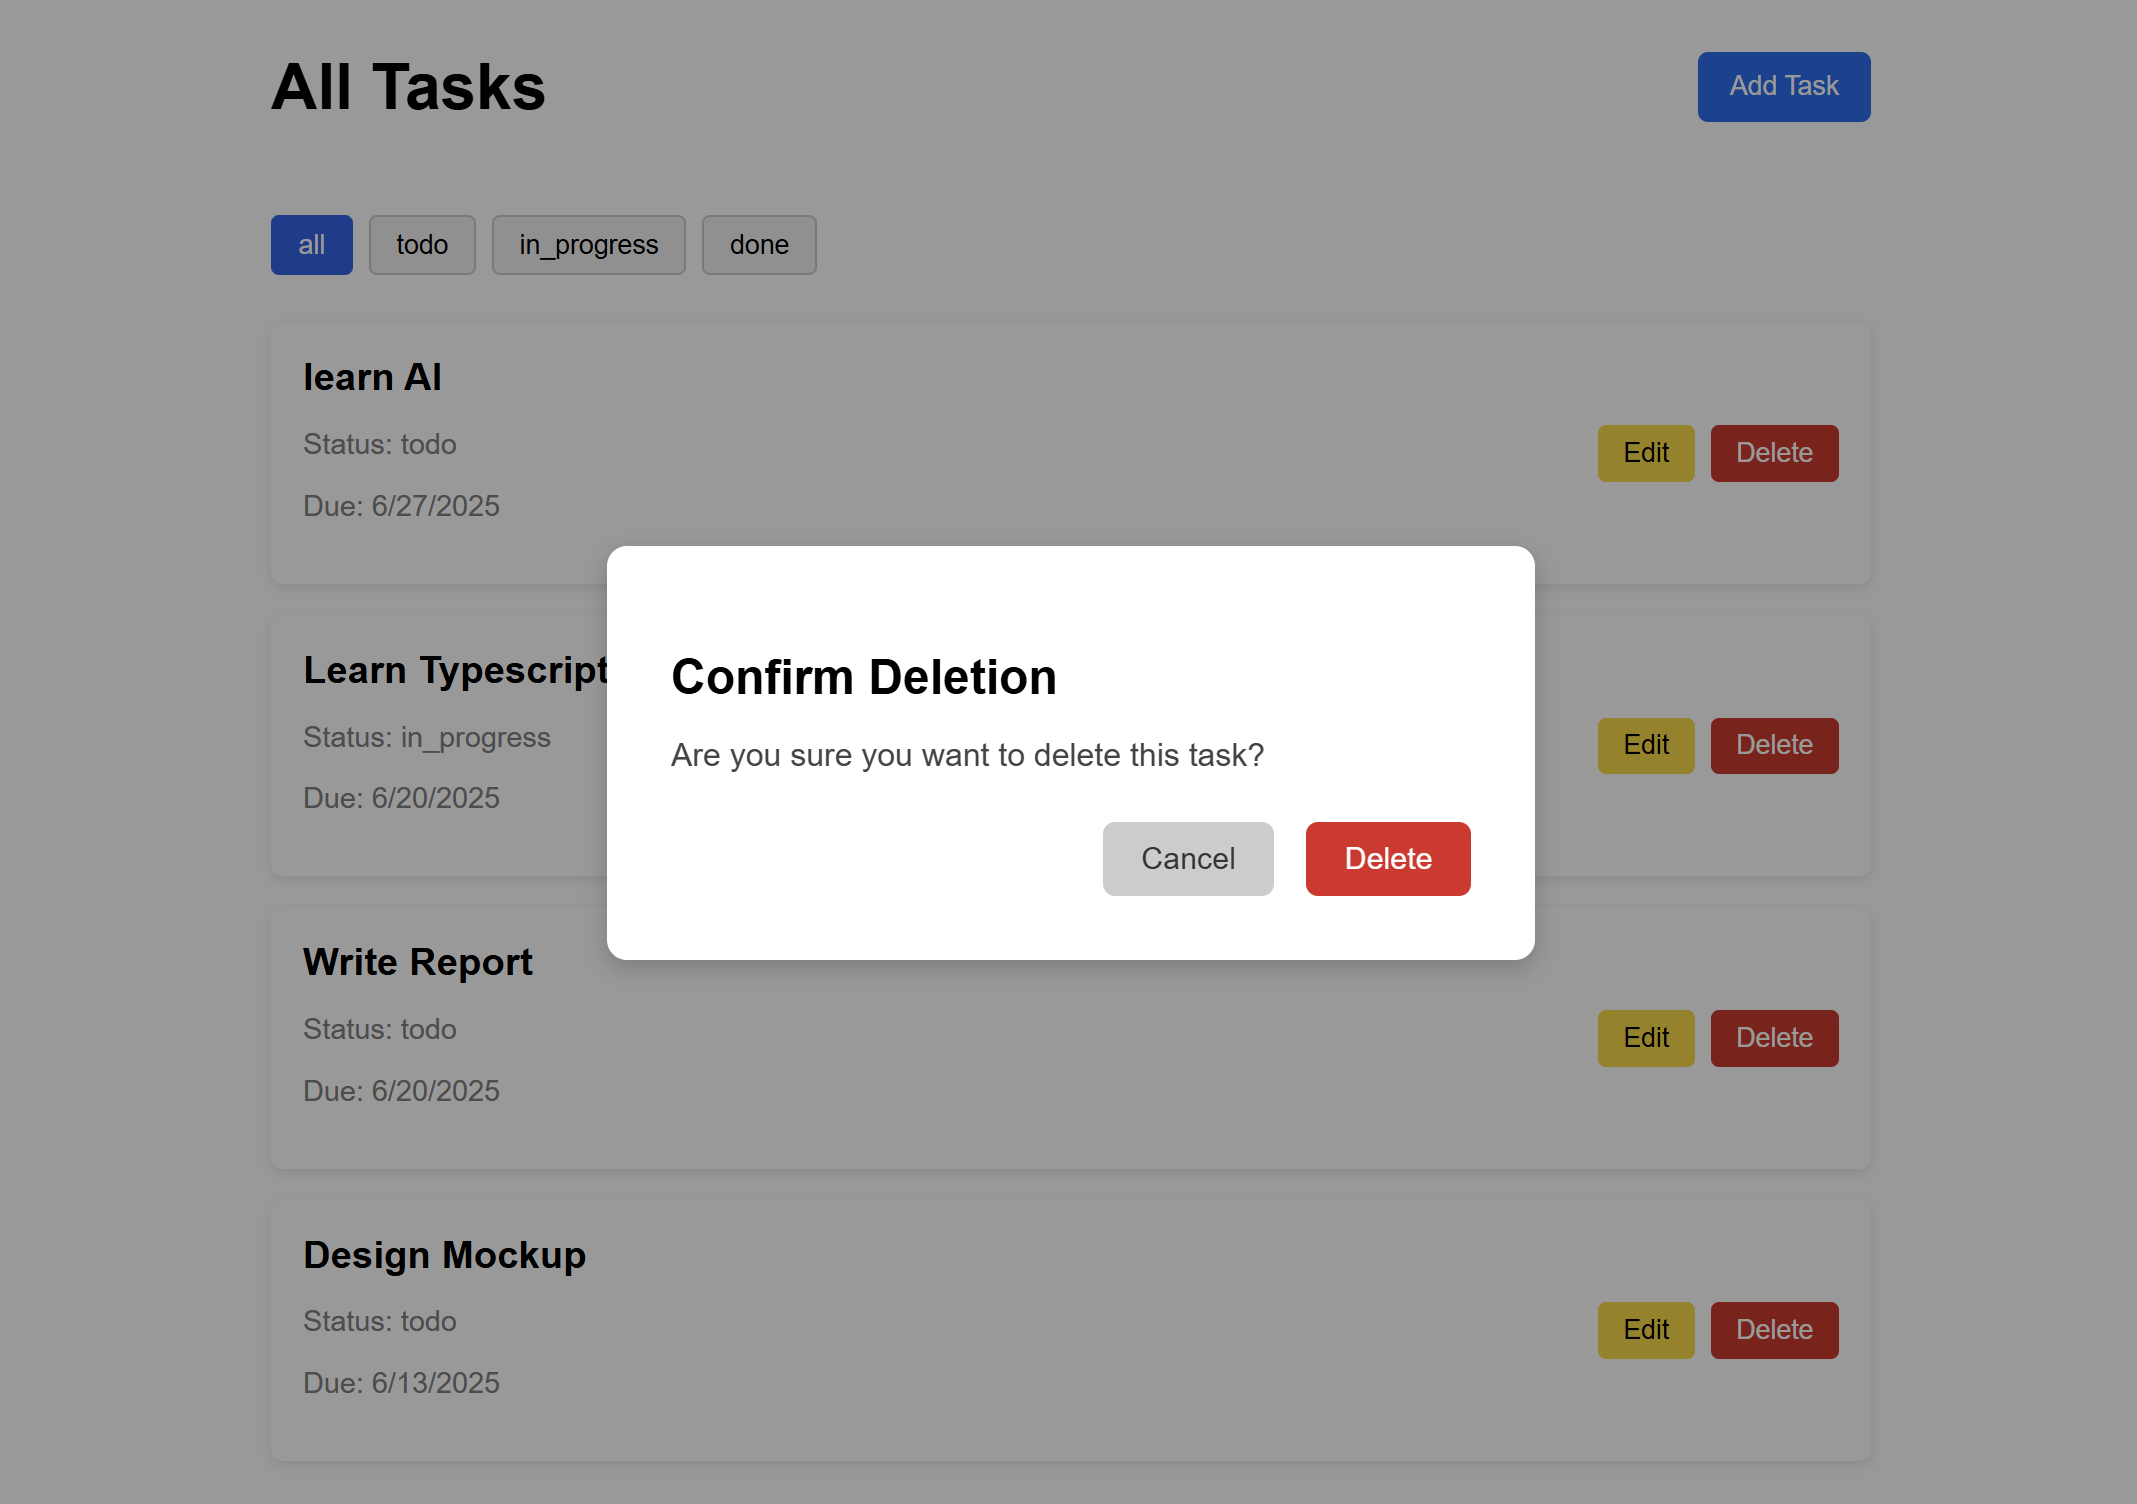 All Tasks
Add Task
all
todo
in_progress
done
learn AI
Status: todo
Due: 6/27/2025
Edit
Delete
Learn Typescript
Status: in_progress
Due: 6/20/2025
Edit
Delete
Confirm Deletion
Are you sure you want to delete this task?
Cancel
Delete
Write Report
Status: todo
Due: 6/20/2025
Edit
Delete
Design Mockup
Status: todo
Due: 6/13/2025
Edit
Delete